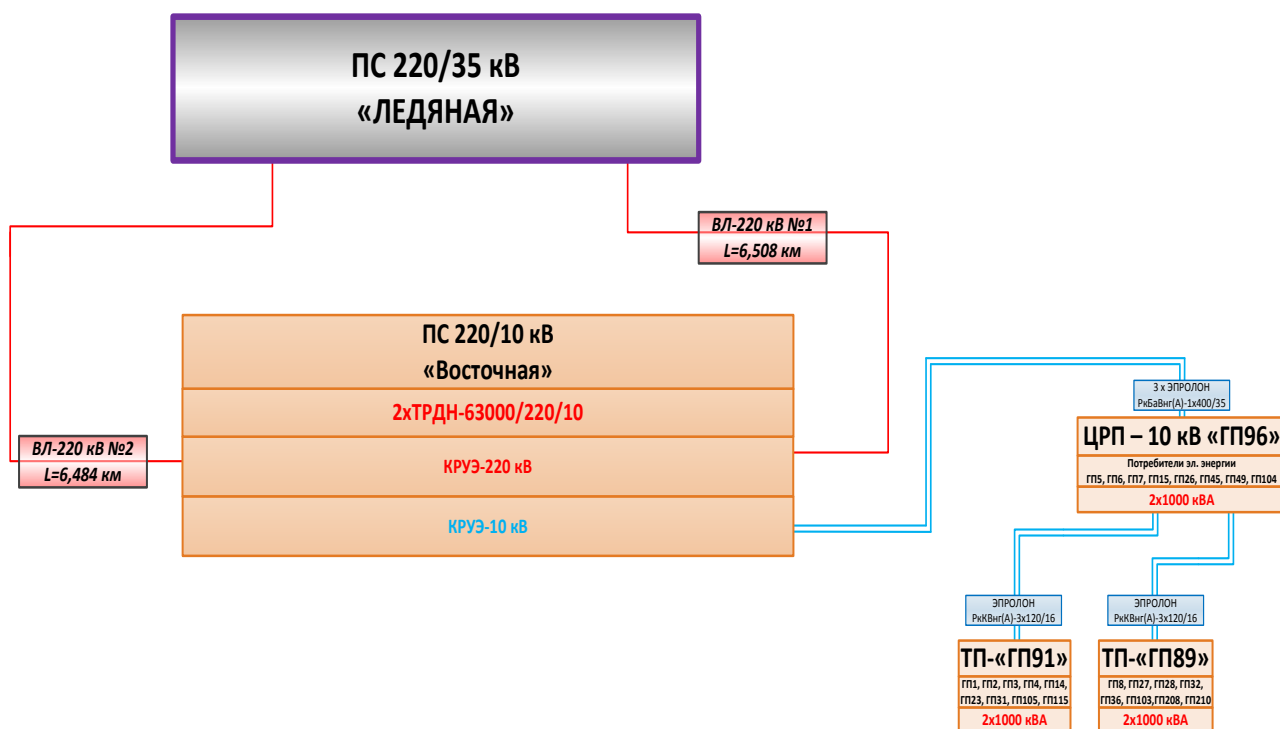 ПС 220/35 кВ
«ЛЕДЯНАЯ»
ВЛ-220 кВ №1
L=6,508 км
ПС 220/10 кВ
«Восточная»
2хТРДН-63000/220/10
КРУЭ-220 кВ
КРУЭ-10 кВ
ВЛ-220 кВ №2
L=6,484 км
3 х ЭПРОЛОН
РкБаВнг(А)-1х400/35
ЦРП – 10 кВ «ГП96»
Потребители эл. энергии
ГП5, ГП6, ГП7, ГП15, ГП26, ГП45, ГП49, ГП104
2х1000 кВА
ЭПРОЛОН
РкКВнг(А)-3х120/16
ТП-«ГП91»
ГП1, ГП2, ГП3, ГП4, ГП14,
ГП23, ГП31, ГП105, ГП115
2х1000 кВА
ЭПРОЛОН
РкКВнг(А)-3х120/16
ТП-«ГП89»
ГП8, ГП27, ГП28, ГП32,
ГП36, ГП103,ГП208, ГП210
2х1000 кВА